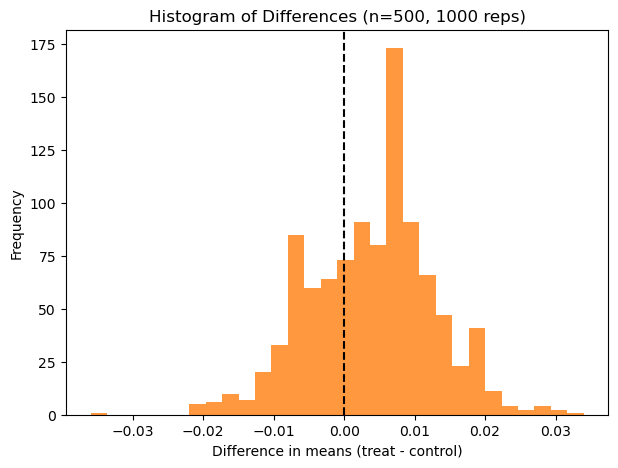 Histogram of Differences (n=500, 1000 reps)
175
150
125
100
75
50
25
0
Frequency
−0.03 −0.02 −0.01 0.00 0.01 0.02 0.03
Difference in means (treat - control)